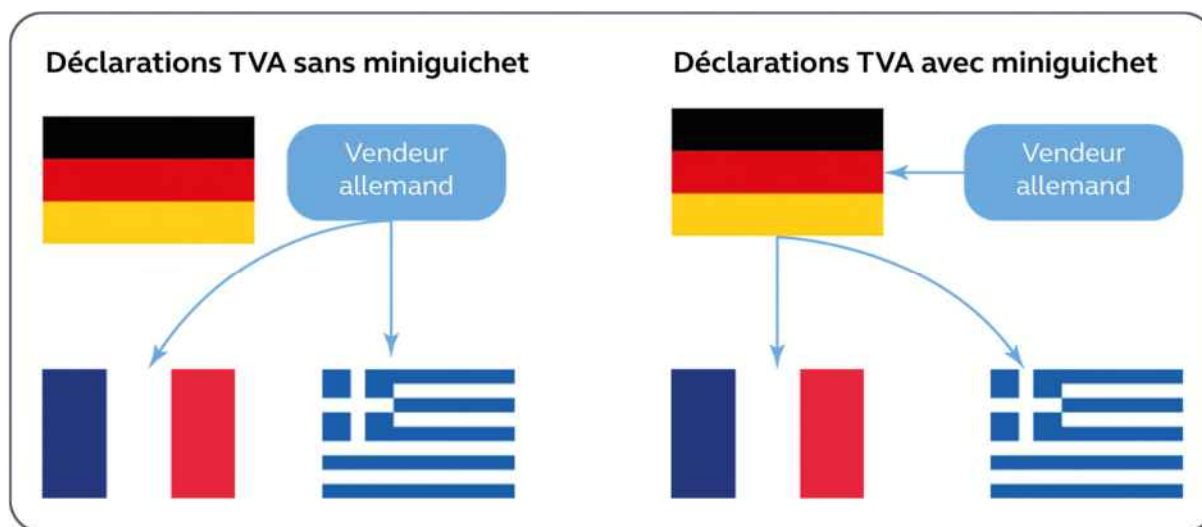 Déclarations TVA sans miniguichet
Vendeur
allemand
Déclarations TVA avec miniguichet
Vendeur
allemand